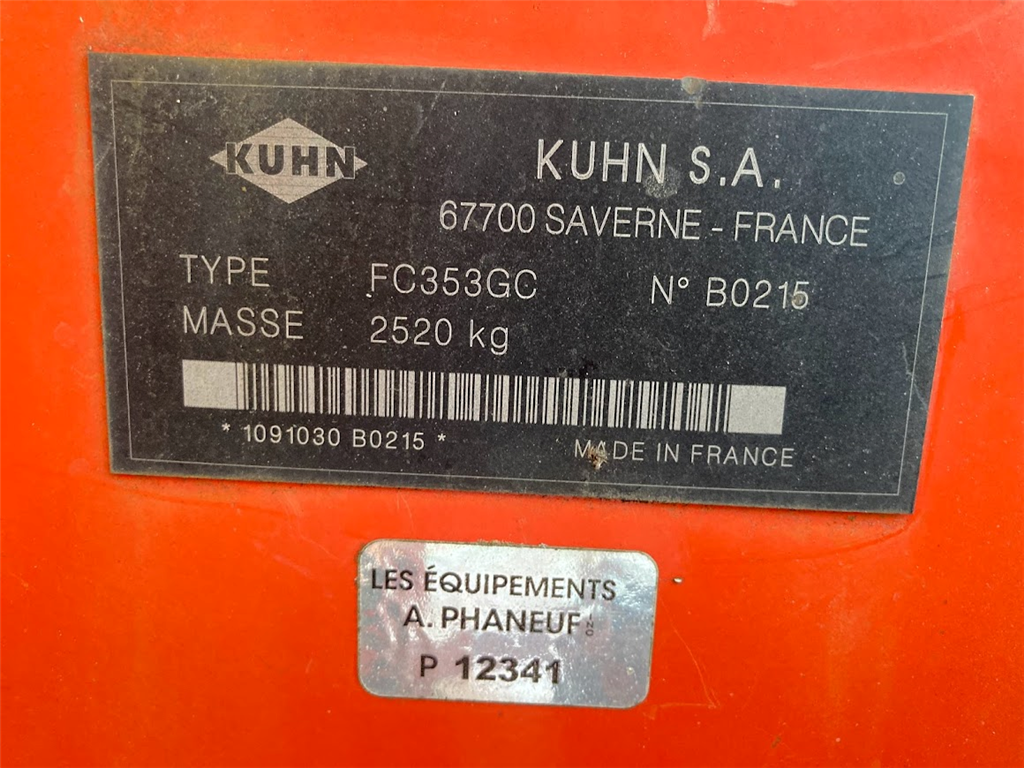 KUHN
KUHN S.A.
67700 SAVERNE - FRANCE
TYPE FC353GC N° B0215
MASSE 2520 kg
* 1091030 B0215 *
MADE IN FRANCE
LES ÉQUIPEMENTS
A. PHANEUF INC
P 12341